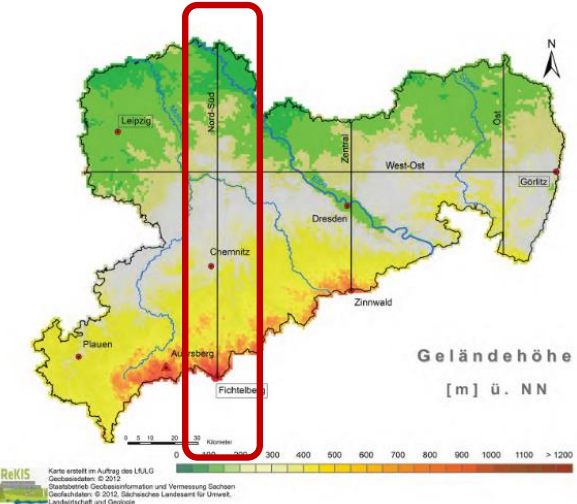 N
Leipzig
Nord-Süd
Elbe
Spree
Zentral
Ost
West-Ost
Görlitz
Dresden
Chemnitz
Zinnwald
Plauen
Auersberg
Fichtelberg
Geländehöhe
[m] ü. NN
0 5 10 20 30 Kilometer
0 100 200 300 400 500 600 700 800 900 1000 1100 > 1200
ReKIS
Karte erstellt im Auftrag des LfULG
Geobasisdaten: © 2012
Staatsbetrieb Geobasisinformation und Vermessung Sachsen
Geofachdaten: © 2012, Sächsisches Landesamt für Umwelt,
Landwirtschaft und Geologie